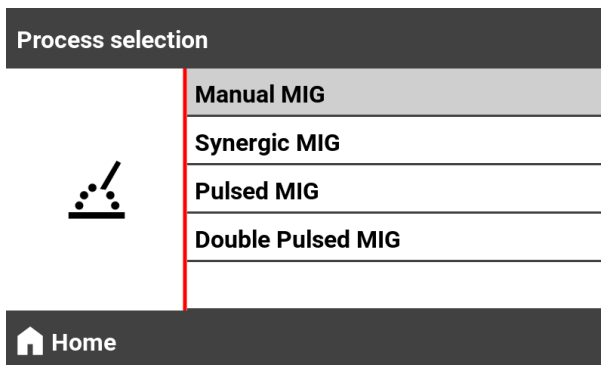 Process selection
Manual MIG
Synergic MIG
Pulsed MIG
Double Pulsed MIG
Home